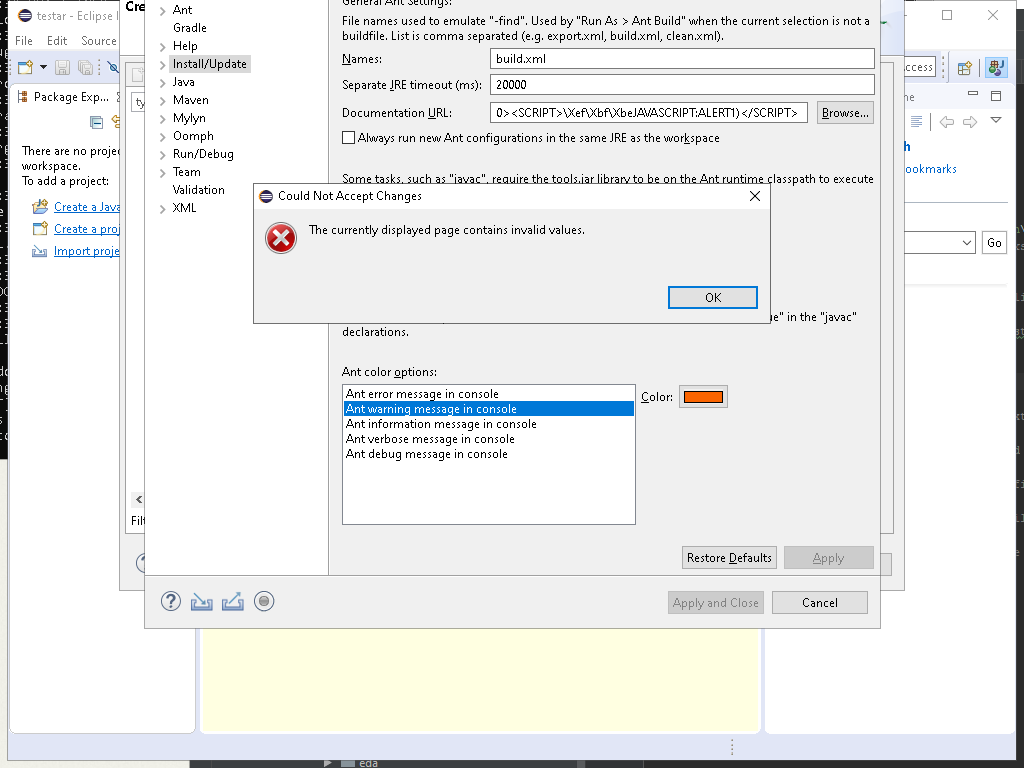 testar - Eclipse
Cre
File Edit Source
Package Exp...
There are no
workspace.
To add a project:
Create a Java
Create a
Import
Ant
Gradle
Help
Install/Update
Java
Maven
Mylyn
Oomph
Run/Debug
Team
Validation
XML
General Ant Settings:
File names used to emulate "-find". Used by "Run As > Ant Build" when the current selection is not a
buildfile. List is comma separated (e.g. export.xml, build.xml, clean.xml).
Names: build.xml
Separate JRE timeout (ms): 20000
Documentation URL: 0><SCRIPT>\Xef\Xbf\XbeJAVASCRIPT:ALERT1)</SCRIPT> Browse...
Always run new Ant configurations in the same JRE as the workspace
Some tasks, such as "javac", require the tools.jar library to be on the Ant runtime classpath to execute
Could Not Accept Changes
The currently displayed page contains invalid values.
OK
in the "javac"
declarations.
Ant color options:
Ant error message in console
Ant warning message in console
Ant information message in console
Ant verbose message in console
Ant debug message in console
Color:
Restore Defaults Apply
Apply and Close Cancel
Go
eda